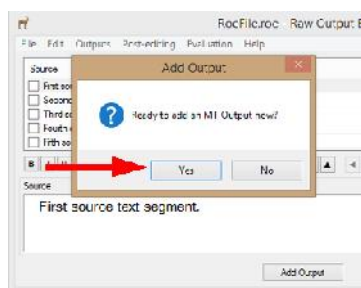 RocFile.roc - Raw Output E
File Edit Outputs Post-editing Evaluation Help
Source
Add Output
First so
Second
Third so
Fourth
Fifth so
Ready to add an MT Output now?
Yes
No
B
Source
First source text segment.
Add Output